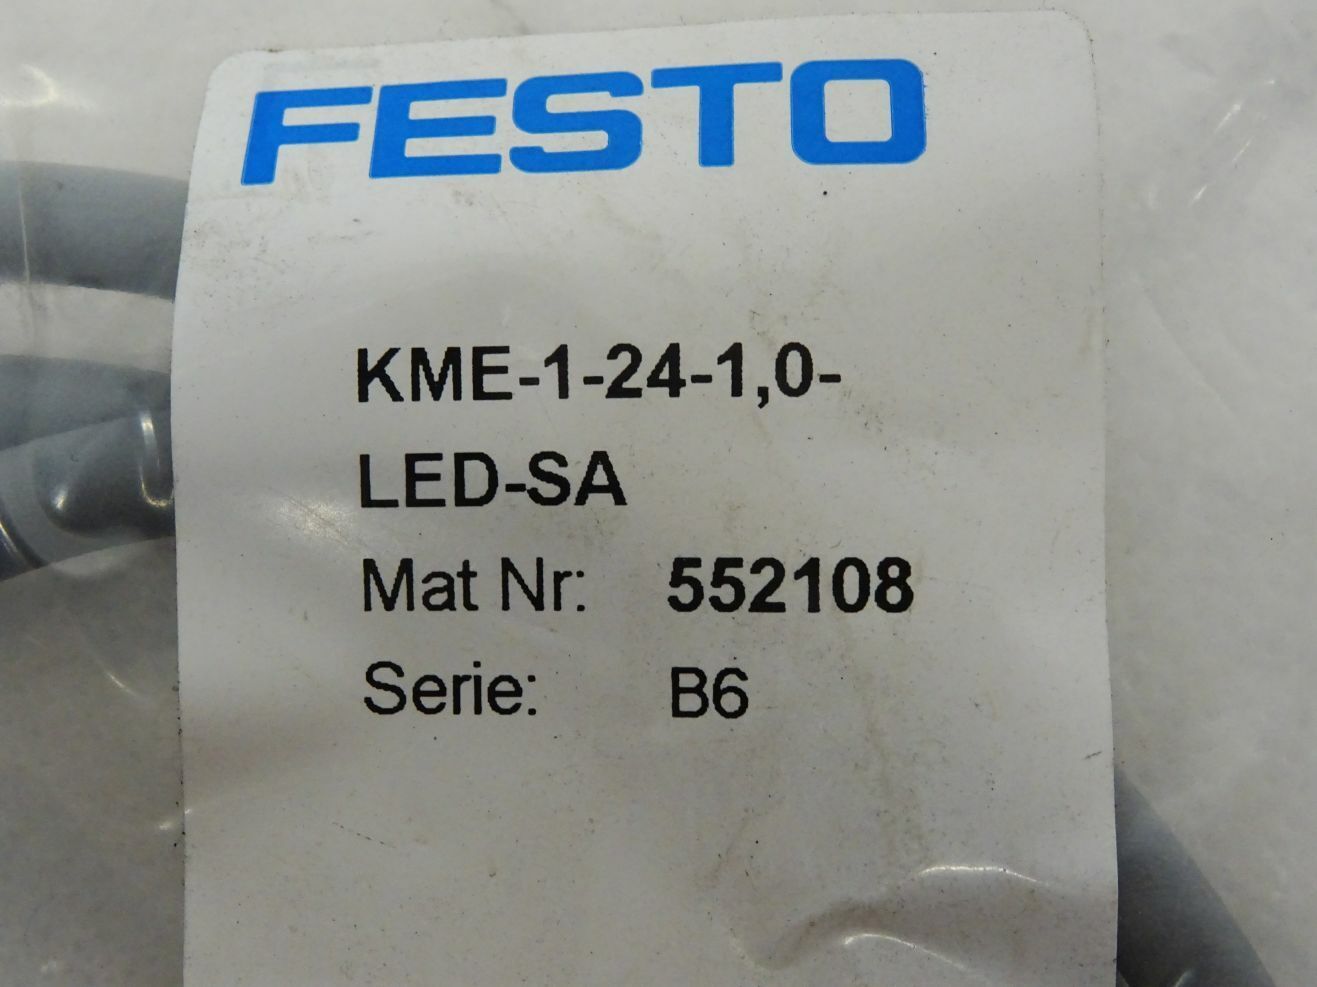 FESTO
KME-1-24-1,0-
LED-SA
Mat Nr: 552108
Serie: B6